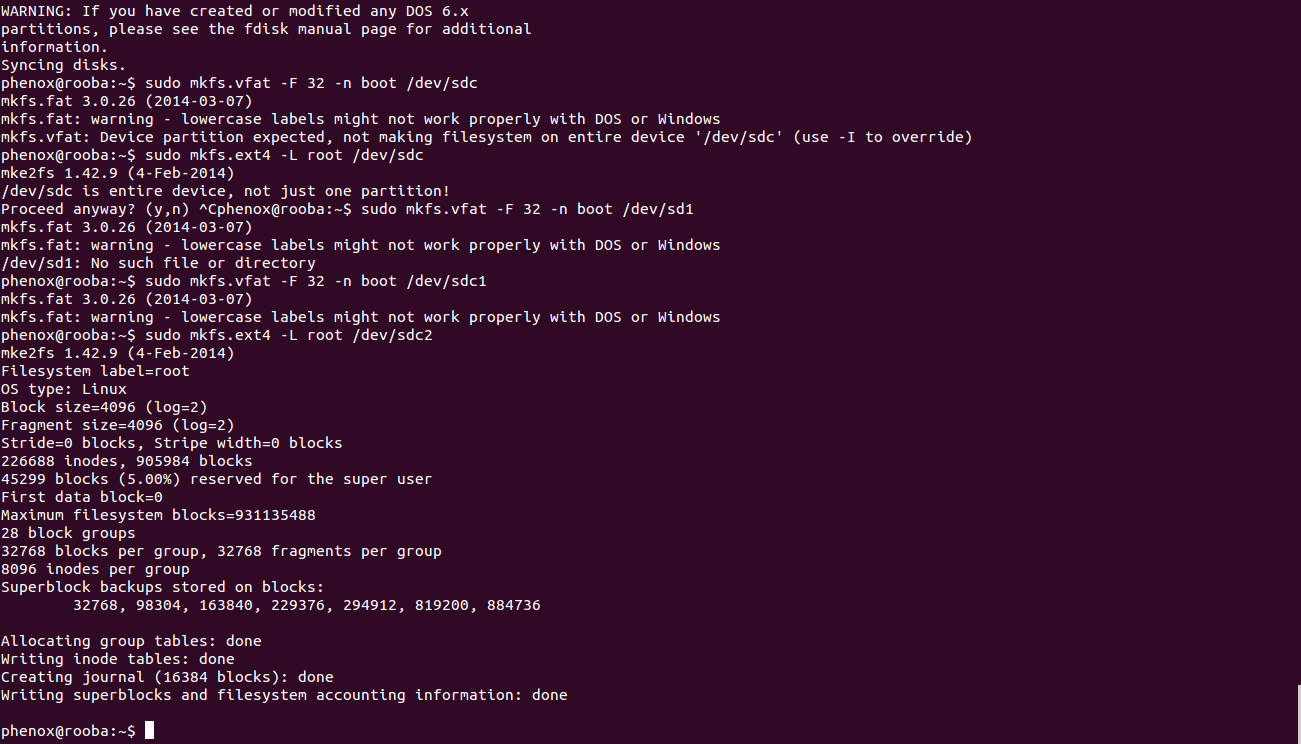 WARNING: If you have created or modified any DOS 6.x
partitions, please see the fdisk manual page for additional
information.
Syncing disks.
phenox@rooba:~$ sudo mkfs.vfat -F 32 -n boot /dev/sdc
mkfs.fat 3.0.26 (2014-03-07)
mkfs.fat: warning - lowercase labels might not work properly with DOS or Windows
mkfs.vfat: Device partition expected, not making filesystem on entire device '/dev/sdc' (use -I to override)
phenox@rooba:~$ sudo mkfs.ext4 -L root /dev/sdc
mke2fs 1.42.9 (4-Feb-2014)
/dev/sdc is entire device, not just one partition!
Proceed anyway? (y,n) ^Cphenox@rooba:~$ sudo mkfs.vfat -F 32 -n boot /dev/sd1
mkfs.fat 3.0.26 (2014-03-07)
mkfs.fat: warning - lowercase labels might not work properly with DOS or Windows
/dev/sd1: No such file or directory
phenox@rooba:~$ sudo mkfs.vfat -F 32 -n boot /dev/sdc1
mkfs.fat 3.0.26 (2014-03-07)
mkfs.fat: warning - lowercase labels might not work properly with DOS or Windows
phenox@rooba:~$ sudo mkfs.ext4 -L root /dev/sdc2
mke2fs 1.42.9 (4-Feb-2014)
Filesystem label=root
OS type: Linux
Block size=4096 (log=2)
Fragment size=4096 (log=2)
Stride=0 blocks, Stripe width=0 blocks
226688 inodes, 905984 blocks
45299 blocks (5.00%) reserved for the super user
First data block=0
Maximum filesystem blocks=931135488
28 block groups
32768 blocks per group, 32768 fragments per group
8096 inodes per group
Superblock backups stored on blocks:
        32768, 98304, 163840, 229376, 294912, 819200, 884736

Allocating group tables: done
Writing inode tables: done
Creating journal (16384 blocks): done
Writing superblocks and filesystem accounting information: done

phenox@rooba:~$